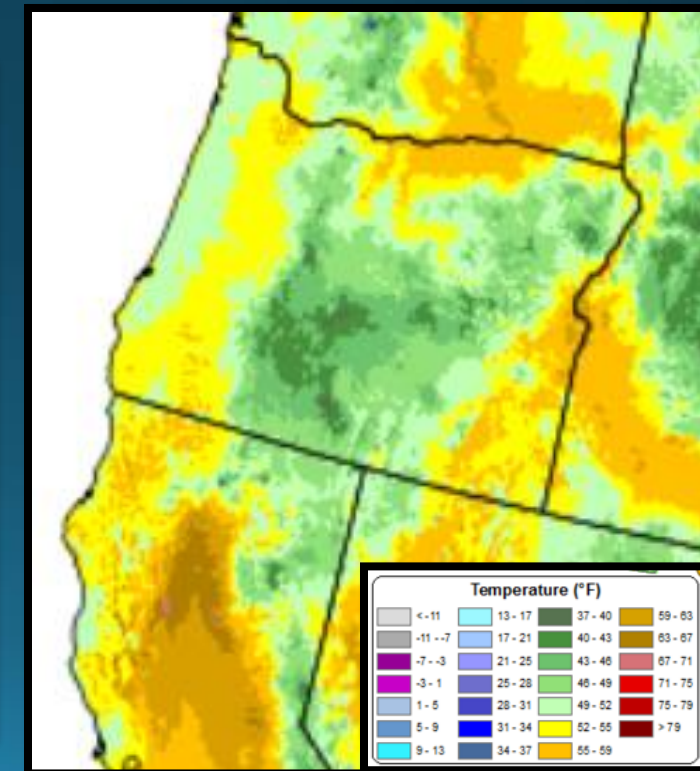 Temperature (°F)
< -11 13 - 17 37 - 40 59 - 63
-11 - -7 17 - 21 40 - 43 63 - 67
-7 - -3 21 - 25 43 - 46 67 - 71
-3 - 1 25 - 28 46 - 49 71 - 75
1 - 5 28 - 31 49 - 52 75 - 79
5 - 9 31 - 34 52 - 55 > 79
9 - 13 34 - 37 55 - 59